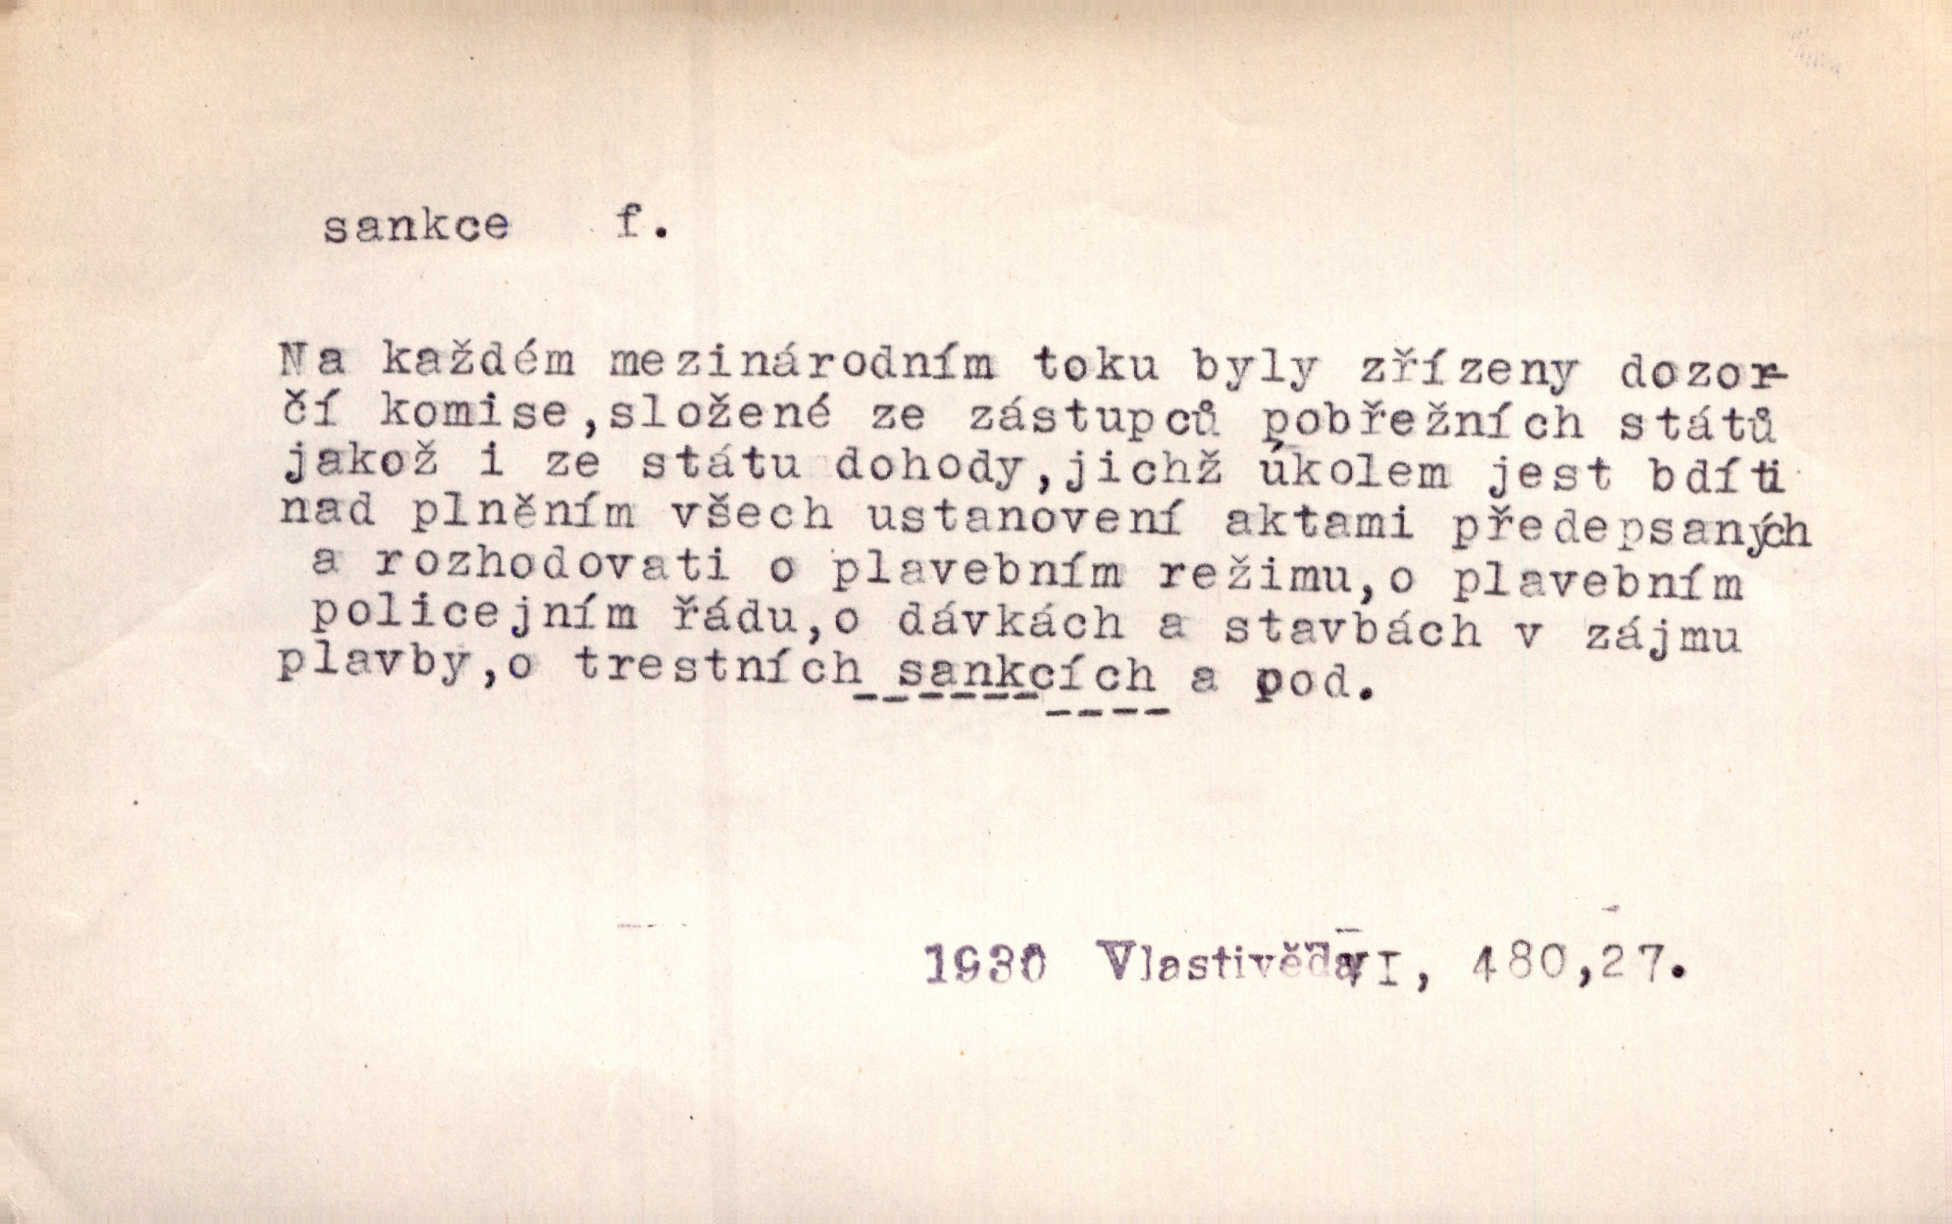 sankce f.
Na každém mezinárodním toku byly zřízeny dozor-
čí komise,složené ze zástupců pobřežních států
jakož i ze státu dohody,jichž úkolem jest bdíti
nad plněním všech ustanovení aktami předepsaných
a rozhodovati o plavebním režimu,o plavebním
policejním řádu,o dávkách a stavbách v zájmu
plavby,o trestních sankcích a pod.
1930 Vlastivěda VI, 480,27.